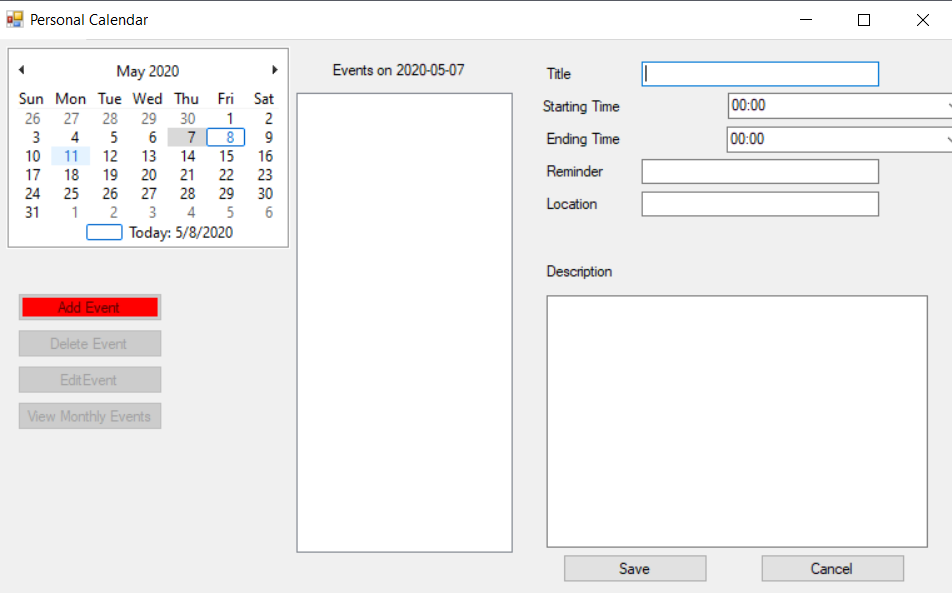 Personal Calendar
May 2020
Sun Mon Tue Wed Thu Fri Sat
26 27 28 29 30 1 2
3 4 5 6 7 8 9
10 11 12 13 14 15 16
17 18 19 20 21 22 23
24 25 26 27 28 29 30
31 1 2 3 4 5 6
Today: 5/8/2020
Add Event
Delete Event
EditEvent
View Monthly Events
Events on 2020-05-07
Title
Starting Time 00:00
Ending Time 00:00
Reminder
Location
Description
Save Cancel